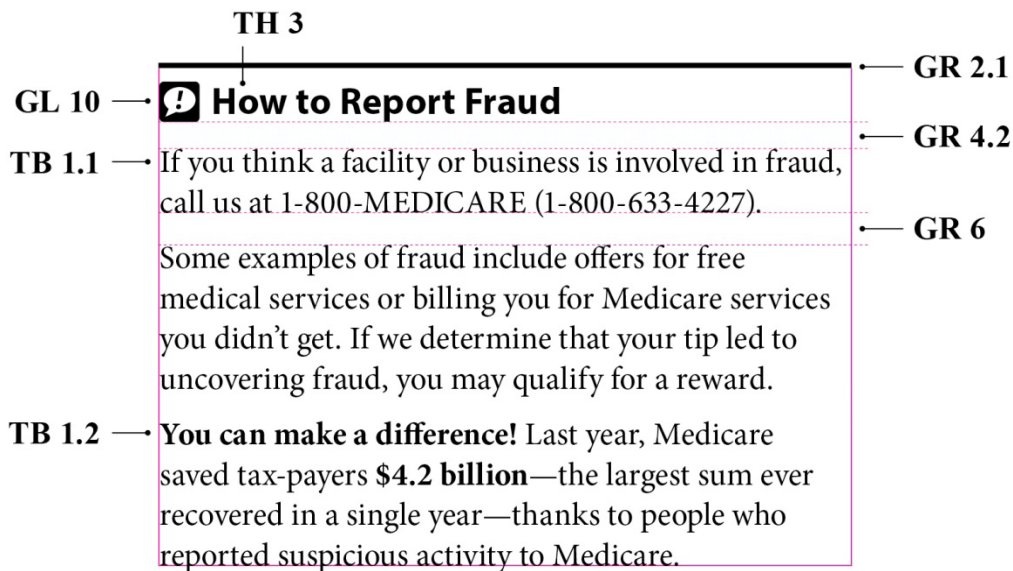 TH 3
GR 2.1
GL 10 ! How to Report Fraud
GR 4.2
TB 1.1 If you think a facility or business is involved in fraud,
call us at 1-800-MEDICARE (1-800-633-4227).
GR 6
Some examples of fraud include offers for free
medical services or billing you for Medicare services
you didn’t get. If we determine that your tip led to
uncovering fraud, you may qualify for a reward.
TB 1.2 You can make a difference! Last year, Medicare
saved tax-payers $4.2 billion—the largest sum ever
recovered in a single year—thanks to people who
reported suspicious activity to Medicare.